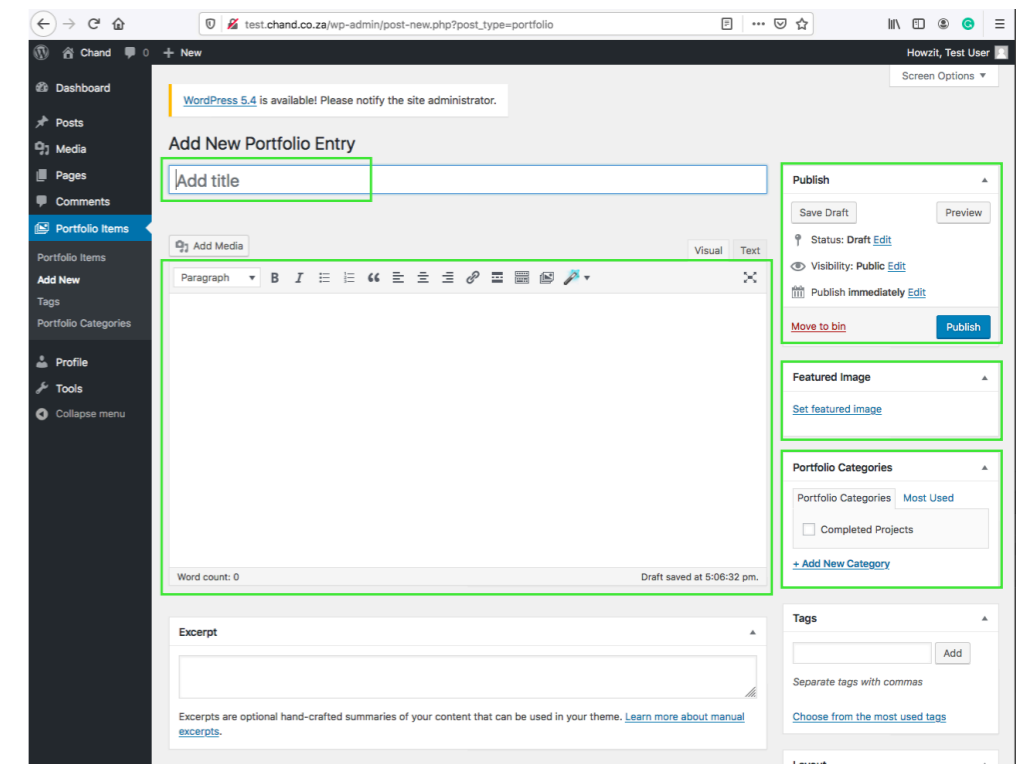 test.chand.co.za/wp-admin/post-new.php?post_type=portfolio
Chand 0 + New Howzit, Test User
Screen Options ▼
Dashboard
Posts
Media
Pages
Comments
Portfolio Items
Portfolio Items
Add New
Tags
Portfolio Categories
Profile
Tools
Collapse menu
WordPress 5.4 is available! Please notify the site administrator.
Add New Portfolio Entry
Add title
Add Media
Visual Text
Paragraph B I
Word count: 0 Draft saved at 5:06:32 pm.
Excerpt
Excerpts are optional hand-crafted summaries of your content that can be used in your theme. Learn more about manual
excerpts.
Publish
Save Draft Preview
Status: Draft Edit
Visibility: Public Edit
Publish immediately Edit
Move to bin Publish
Featured Image
Set featured image
Portfolio Categories
Portfolio Categories Most Used
Completed Projects
+ Add New Category
Tags
Add
Separate tags with commas
Choose from the most used tags